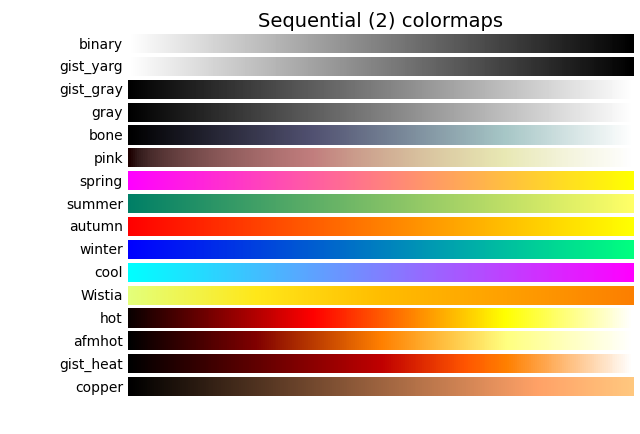 Sequential (2) colormaps
binary
gist_yarg
gist_gray
gray
bone
pink
spring
summer
autumn
winter
cool
Wistia
hot
afmhot
gist_heat
copper